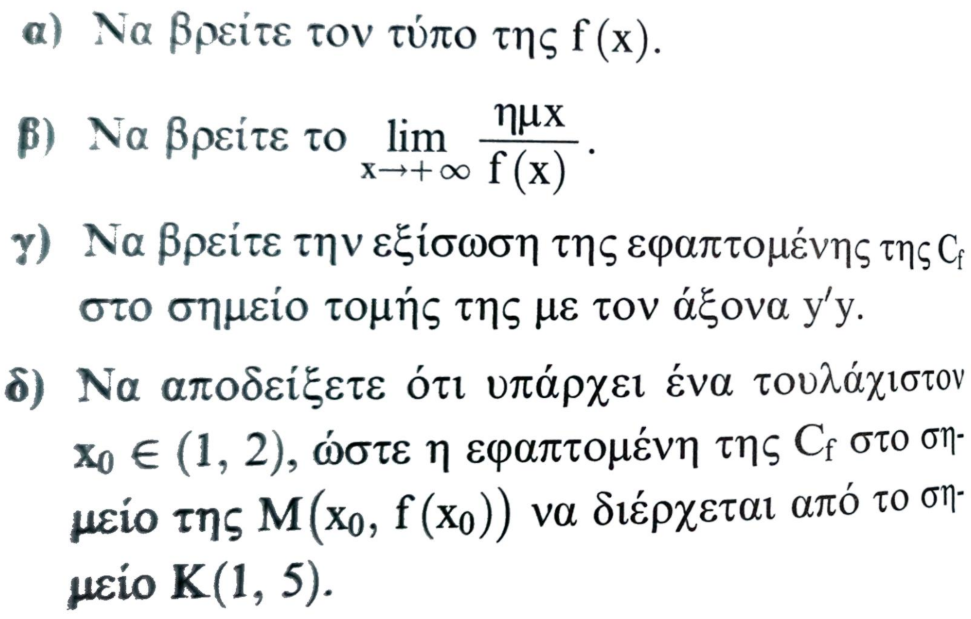 α) Να βρείτε τον τύπο της f(x).
β) Να βρείτε το lim x→+∞ ημx / f(x) .
γ) Να βρείτε την εξίσωση της εφαπτομένης της Cf
στο σημείο τομής της με τον άξονα y′y.
δ) Να αποδείξετε ότι υπάρχει ένα τουλάχιστον
x₀ ∈ (1, 2), ώστε η εφαπτομένη της Cf στο ση-
μείο της M(x₀, f(x₀)) να διέρχεται από το ση-
μείο K(1, 5).